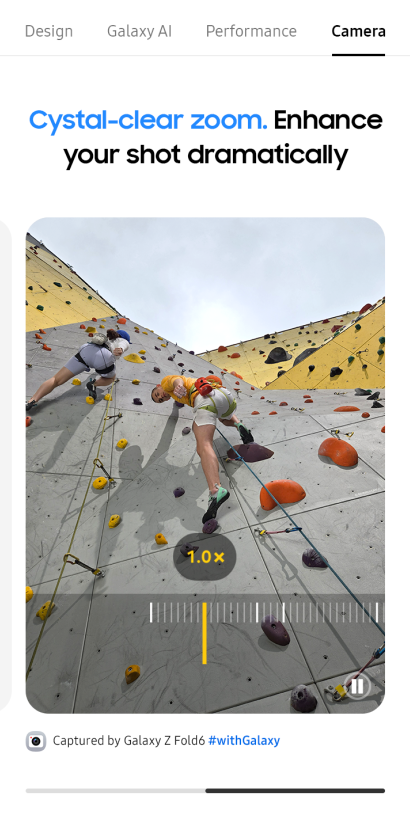 Design Galaxy AI Performance Camera
Cystal-clear zoom. Enhance
your shot dramatically
1.0×
Captured by Galaxy Z Fold6 #withGalaxy